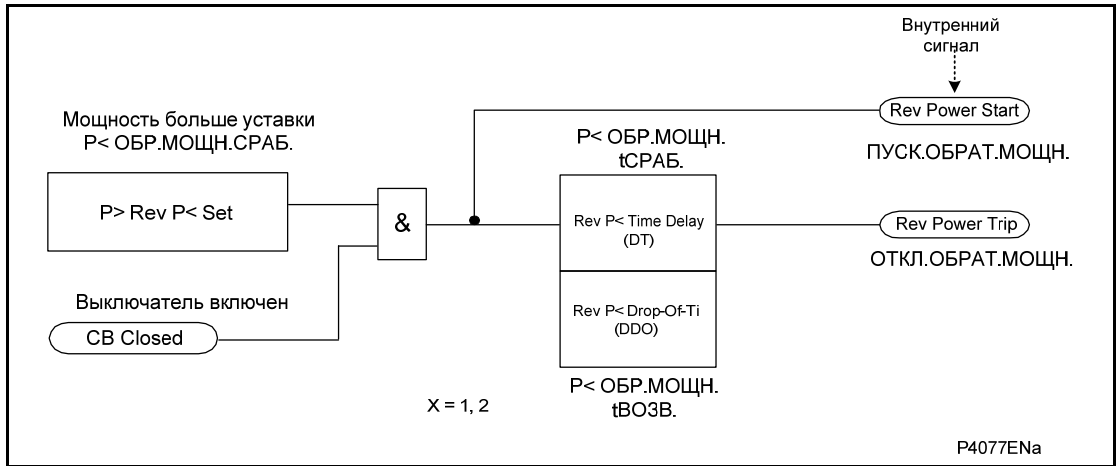 Внутренний
сигнал
Rev Power Start
ПУСК.ОБРАТ.МОЩН.
Мощность больше уставки
P< ОБР.МОЩН.СРАБ.
P> Rev P< Set
&
P< ОБР.МОЩН.
tСРАБ.
Rev P< Time Delay
(DT)
Rev Power Trip
ОТКЛ.ОБРАТ.МОЩН.
Выключатель включен
CB Closed
Rev P< Drop-Of-Ti
(DDO)
P< ОБР.МОЩН.
tВОЗВ.
X = 1, 2
P4077ENa